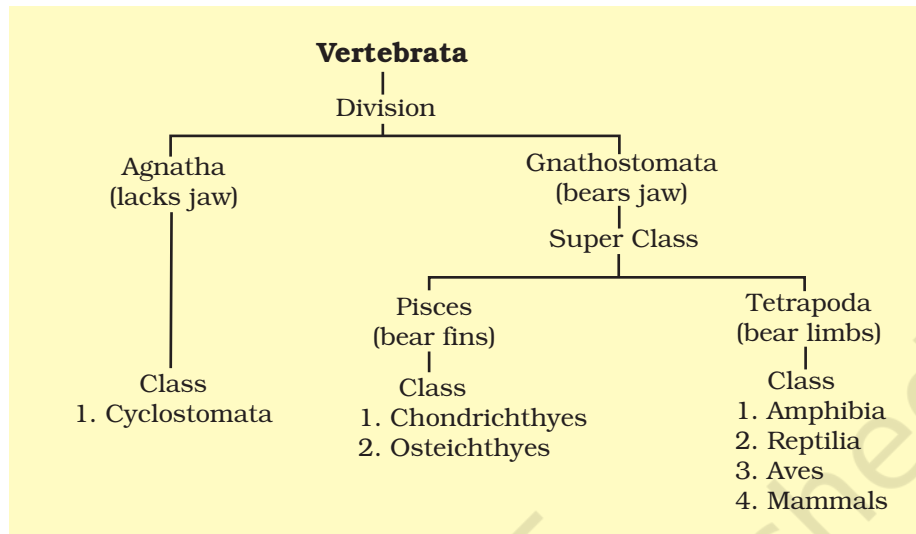 Vertebrata
Division
Agnatha
(lacks jaw)
Gnathostomata
(bears jaw)
Super Class
Pisces
(bear fins)
Tetrapoda
(bear limbs)
Class
1. Cyclostomata
Class
1. Chondrichthyes
2. Osteichthyes
Class
1. Amphibia
2. Reptilia
3. Aves
4. Mammals